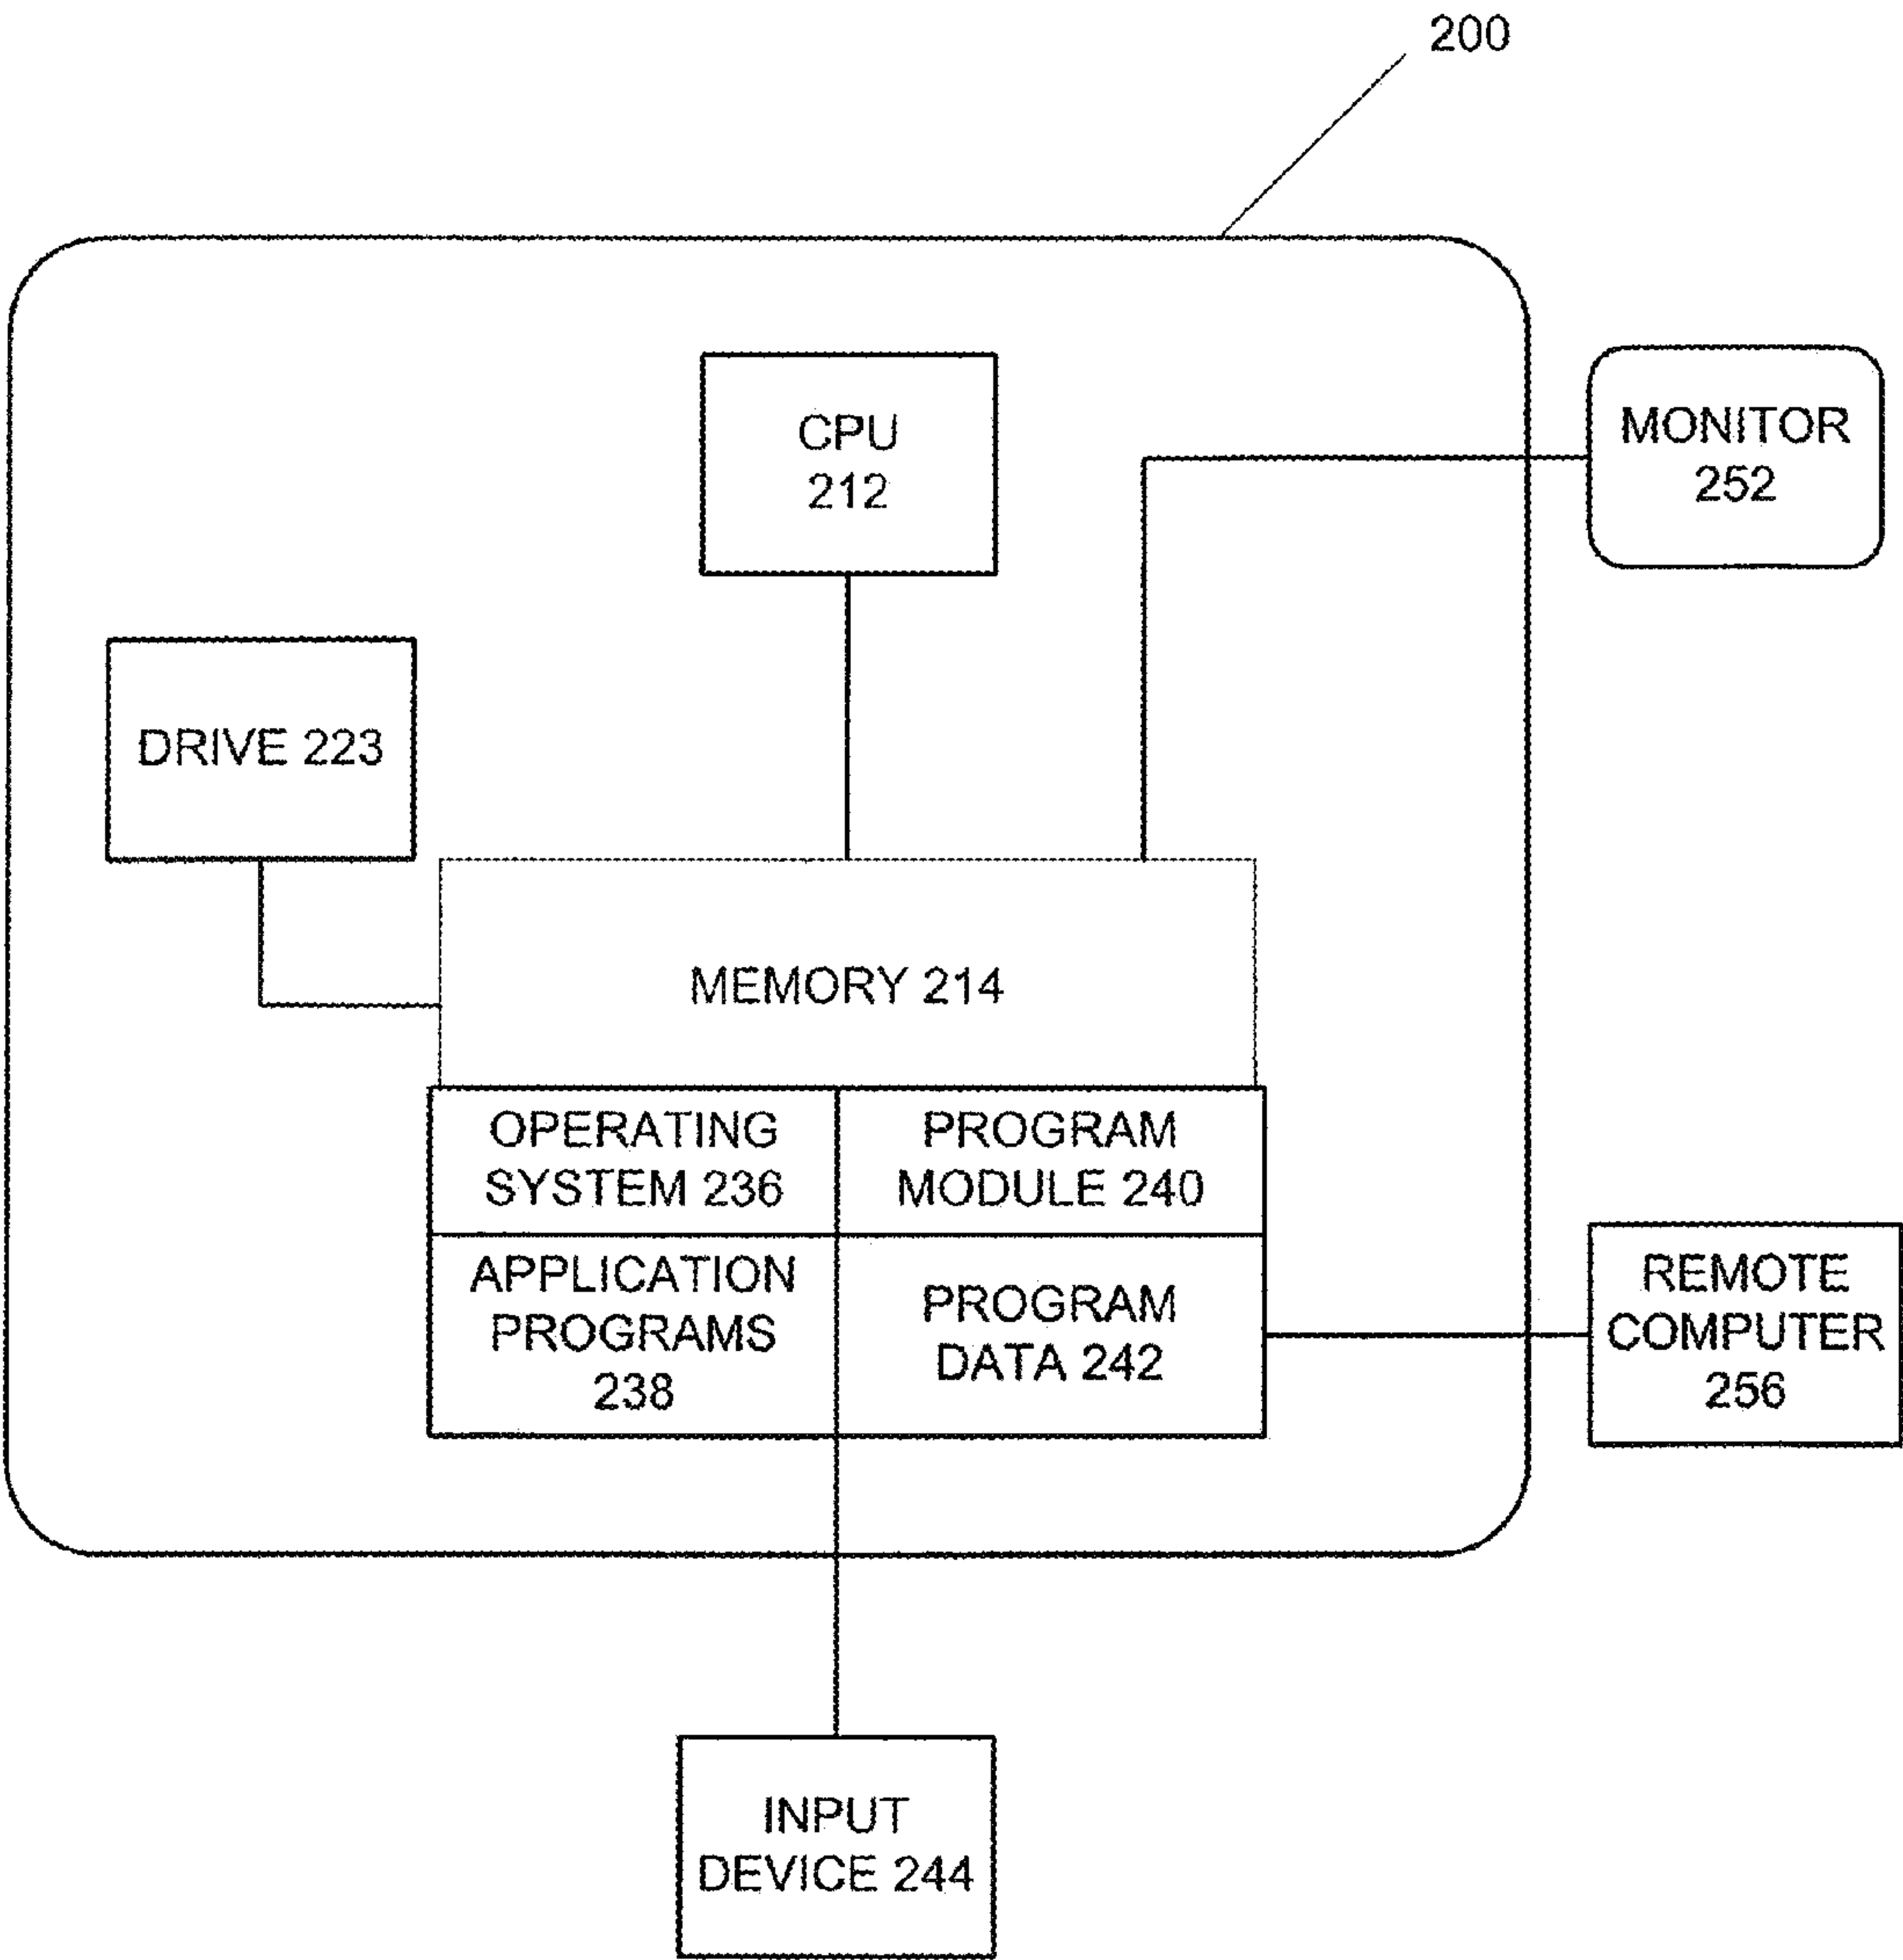 200
CPU
212
MONITOR
252
DRIVE 223
MEMORY 214
OPERATING
SYSTEM 236
PROGRAM
MODULE 240
APPLICATION
PROGRAMS
238
PROGRAM
DATA 242
REMOTE
COMPUTER
256
INPUT
DEVICE 244